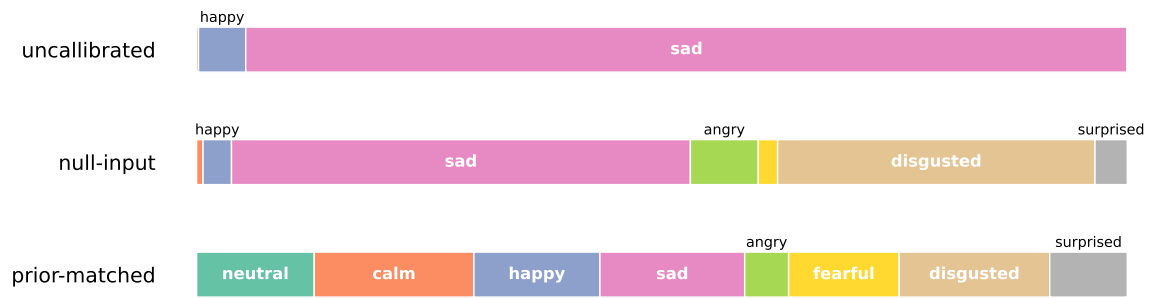 happy
uncallibrated sad
happy angry surprised
null-input sad disgusted
angry surprised
prior-matched neutral calm happy sad fearful disgusted